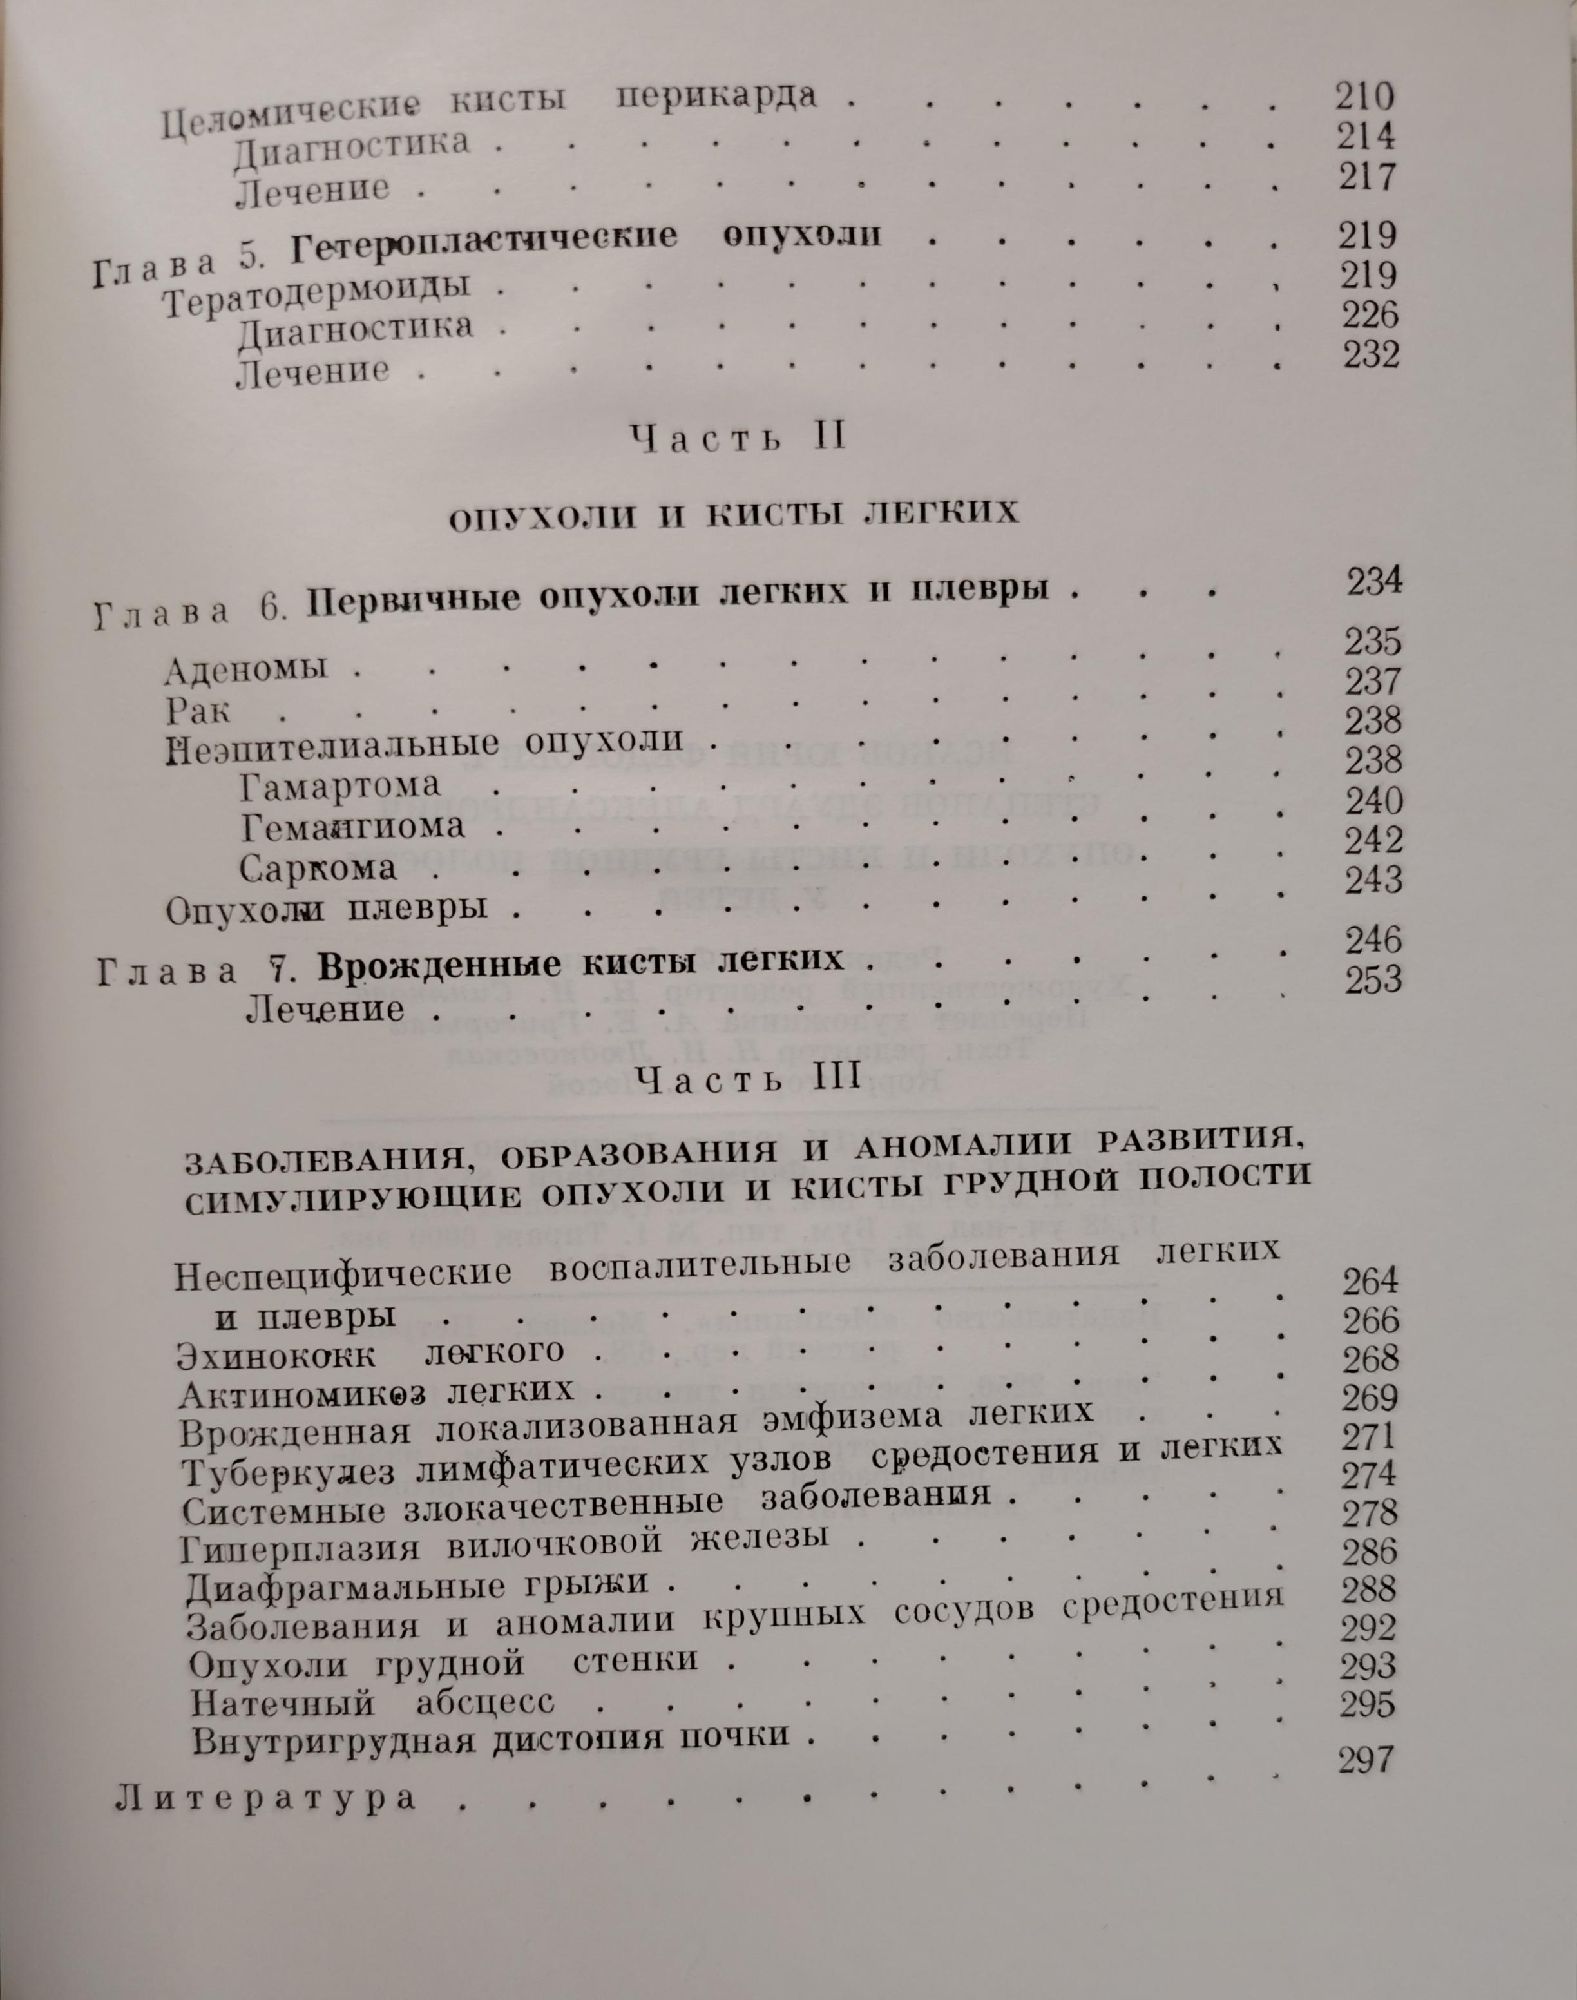 Целомические кисты перикарда . . . . . . . 210
Диагностика . . . . . . . . . . . . 214
Лечение . . . . . . . . . . . . . 217
Глава 5. Гетеропластические опухоли . . . . . . 219
Тератодермоиды . . . . . . . . . . . . 219
Диагностика . . . . . . . . . . . . 226
Лечение . . . . . . . . . . . . . 232
Часть II
ОПУХОЛИ И КИСТЫ ЛЕГКИХ
Глава 6. Первичные опухоли легких и плевры . . . 234
Аденомы . . . . . . . . . . . . . . 235
Рак . . . . . . . . . . . . . . . 237
Неэпителиальные опухоли . . . . . . . . . 238
Гамартома . . . . . . . . . . . . 238
Гемангиома . . . . . . . . . . . . 240
Саркома . . . . . . . . . . . . . 242
Опухоли плевры . . . . . . . . . . . . 243
Глава 7. Врожденные кисты легких . . . . . . . 246
Лечение . . . . . . . . . . . . . 253
Часть III
ЗАБОЛЕВАНИЯ, ОБРАЗОВАНИЯ И АНОМАЛИИ РАЗВИТИЯ,
СИМУЛИРУЮЩИЕ ОПУХОЛИ И КИСТЫ ГРУДНОЙ ПОЛОСТИ
Неспецифические воспалительные заболевания легких
и плевры . . . . . . . . . . . . . 264
Эхинококк легкого . . . . . . . . . . . 266
Актиномикоз легких . . . . . . . . . . . 268
Врожденная локализованная эмфизема легких . . . 269
Туберкулез лимфатических узлов средостения и легких 271
Системные злокачественные заболевания . . . . . 274
Гиперплазия вилочковой железы . . . . . . . 278
Диафрагмальные грыжи . . . . . . . . . . 286
Заболевания и аномалии крупных сосудов средостения 288
Опухоли грудной стенки . . . . . . . . . 292
Натечный абсцесс . . . . . . . . . . . 293
Внутригрудная дистопия почки . . . . . . . . 295
Литература . . . . . . . . . . . . . 297